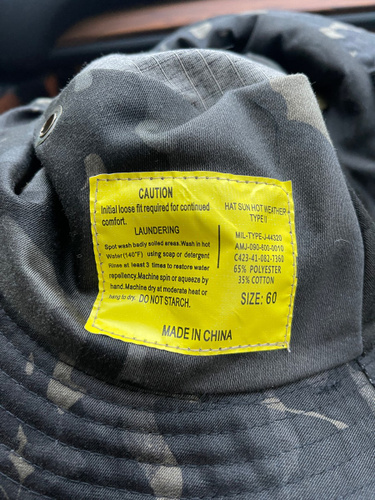 CAUTION
Initial loose fit required for continued
comfort.
LAUNDERING
Spot wash badly soiled areas.Wash in hot
Water(140°F) using soap or detergent
Rinse at least 3 times to restore water
repellency.Machine spin or squeeze by
hand.Machine dry at moderate heat or
hang to dry. DO NOT STARCH.
HAT SUN HOT WEATHER
TYPE II
MIL-TYPE-J-44320
AMJ-090-600-0010
C423-41-082-7360
65% POLYESTER
35% COTTON
SIZE: 60
MADE IN CHINA